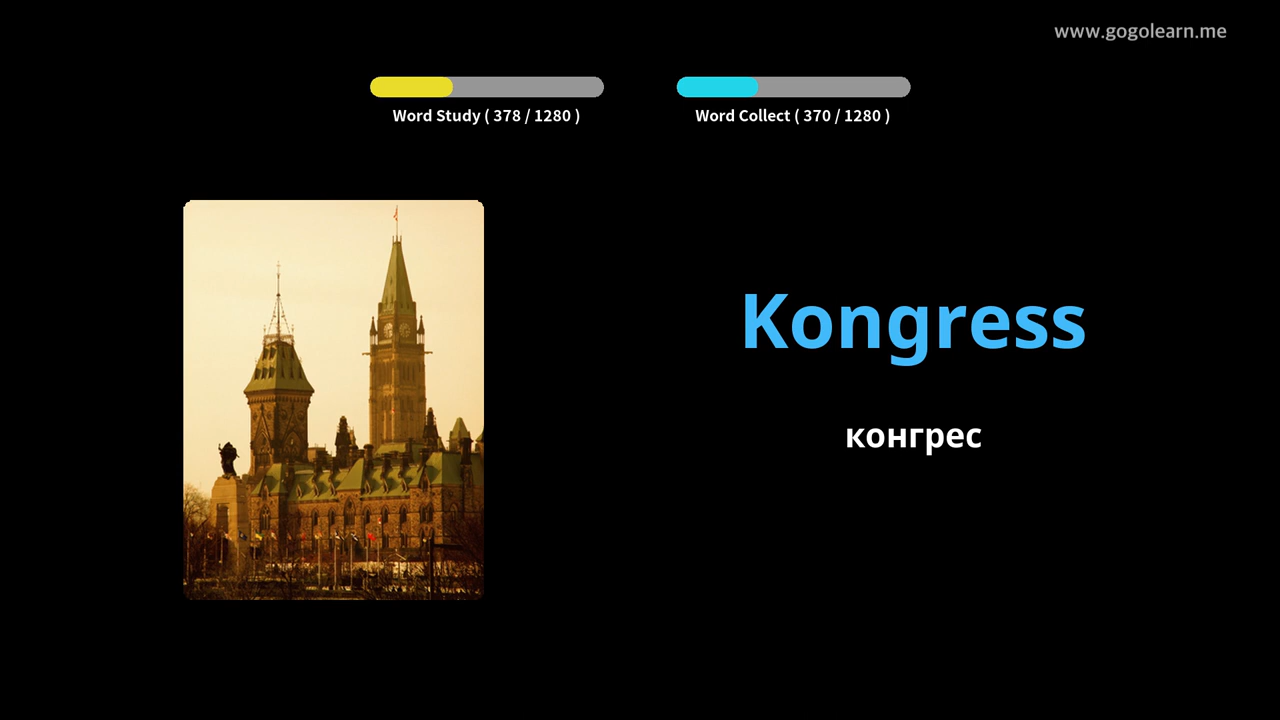 www.gogolearn.me
Word Study ( 378 / 1280 )
Word Collect ( 370 / 1280 )
Kongress
конгрес